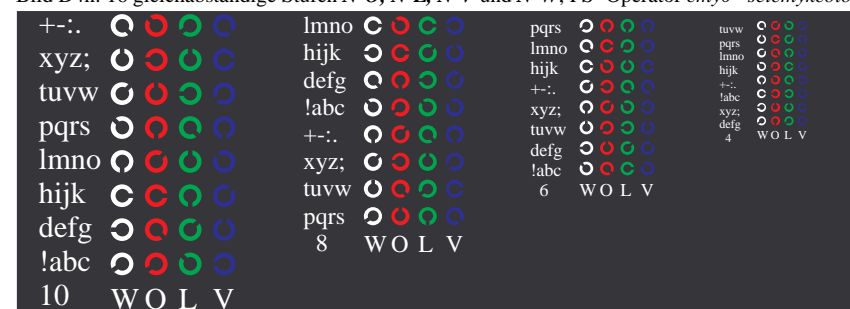 +-:.
xyz;
tuvw
pqrs
lmno
hijk
defg
!abc
10 W O L V
lmno
hijk
defg
!abc
+-:.
xyz;
tuvw
pqrs
8 W O L V
pqrs
lmno
hijk
+-:.
xyz;
tuvw
defg
!abc
6 W O L V
tuvw
pqrs
lmno
hijk
+-:.
!abc
xyz;
defg
4 W O L V